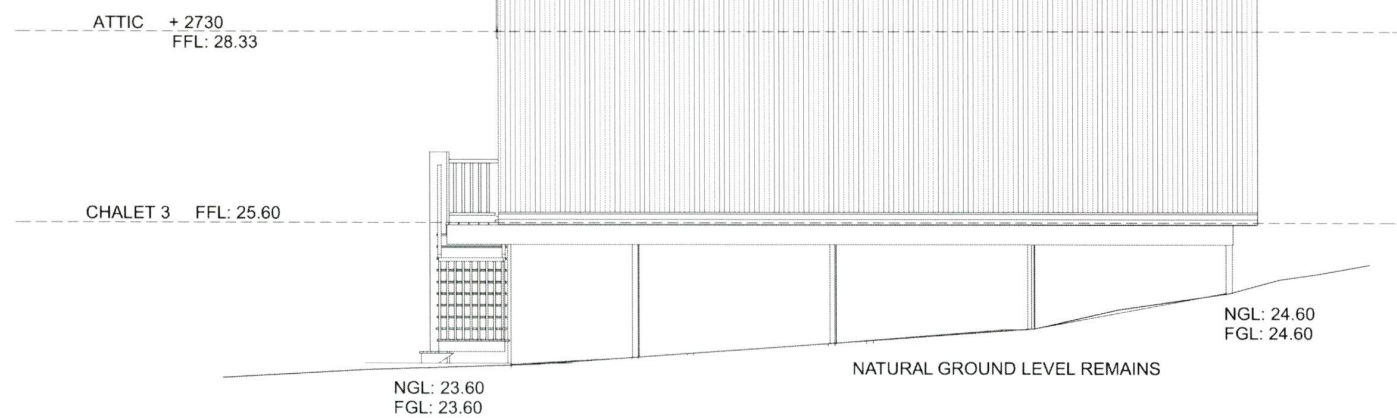 ATTIC + 2730
FFL: 28.33
CHALET 3 FFL: 25.60
NGL: 24.60
FGL: 24.60
NATURAL GROUND LEVEL REMAINS
NGL: 23.60
FGL: 23.60